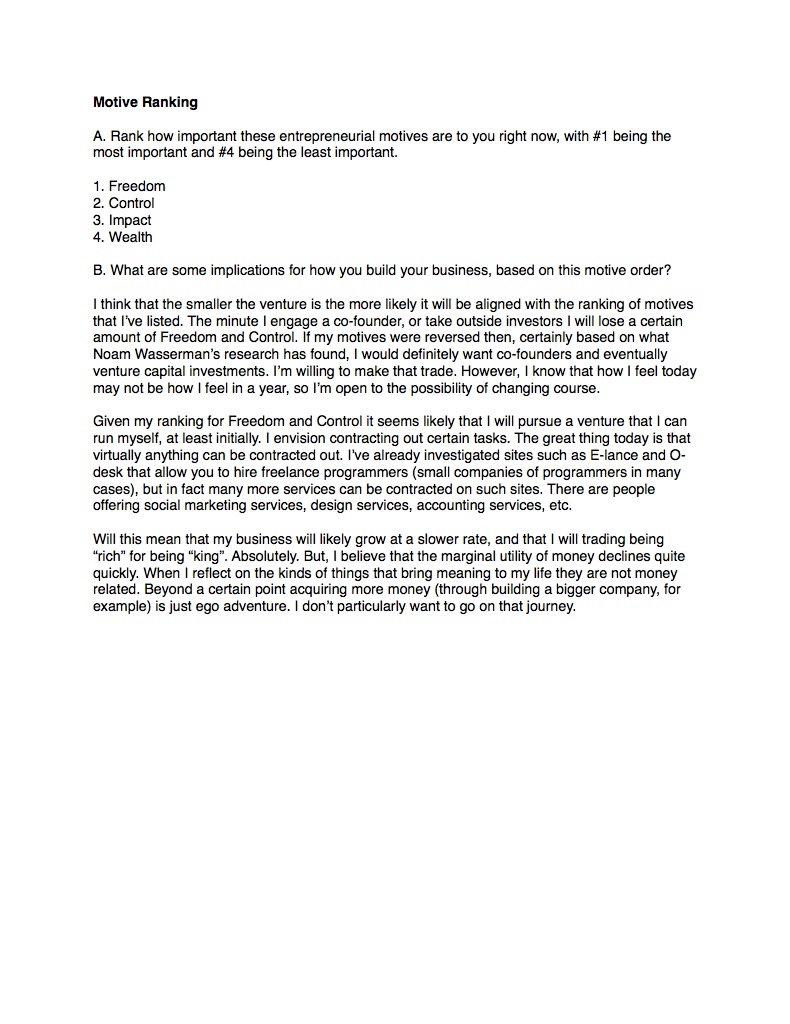 Motive Ranking
A. Rank how important these entrepreneurial motives are to you right now, with #1 being the
most important and #4 being the least important.
1. Freedom
2. Control
3. Impact
4. Wealth
B. What are some implications for how you build your business, based on this motive order?
I think that the smaller the venture is the more likely it will be aligned with the ranking of motives
that I’ve listed. The minute I engage a co-founder, or take outside investors I will lose a certain
amount of Freedom and Control. If my motives were reversed then, certainly based on what
Noam Wasserman’s research has found, I would definitely want co-founders and eventually
venture capital investments. I’m willing to make that trade. However, I know that how I feel today
may not be how I feel in a year, so I’m open to the possibility of changing course.
Given my ranking for Freedom and Control it seems likely that I will pursue a venture that I can
run myself, at least initially. I envision contracting out certain tasks. The great thing today is that
virtually anything can be contracted out. I’ve already investigated sites such as E-lance and O-
desk that allow you to hire freelance programmers (small companies of programmers in many
cases), but in fact many more services can be contracted on such sites. There are people
offering social marketing services, design services, accounting services, etc.
Will this mean that my business will likely grow at a slower rate, and that I will trading being
“rich” for being “king”. Absolutely. But, I believe that the marginal utility of money declines quite
quickly. When I reflect on the kinds of things that bring meaning to my life they are not money
related. Beyond a certain point acquiring more money (through building a bigger company, for
example) is just ego adventure. I don’t particularly want to go on that journey.